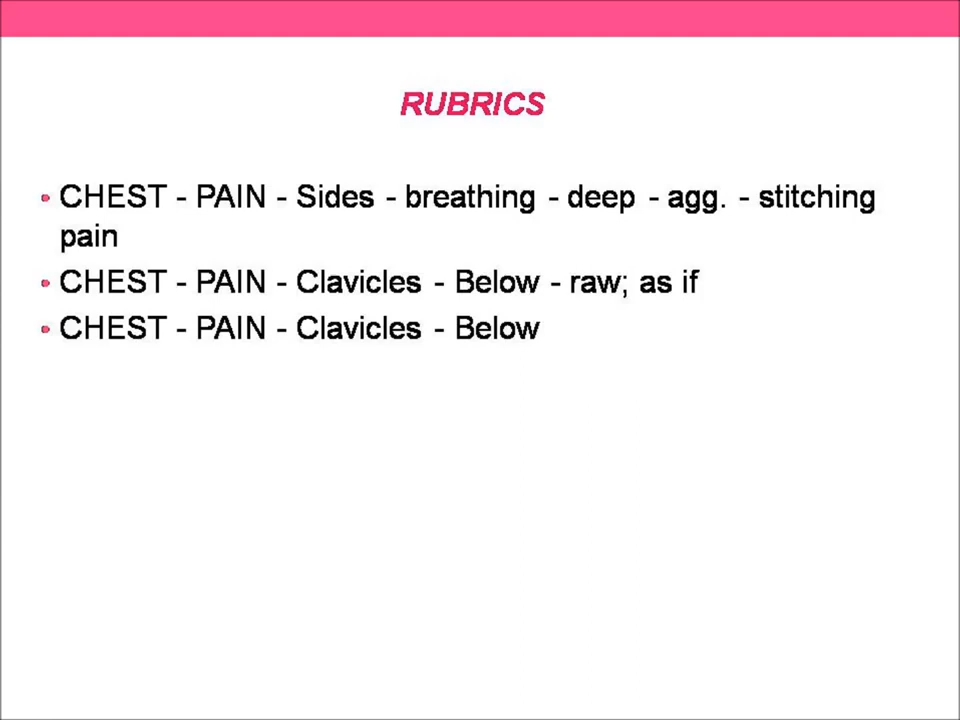 RUBRICS
• CHEST - PAIN - Sides - breathing - deep - agg. - stitching
pain
• CHEST - PAIN - Clavicles - Below - raw; as if
• CHEST - PAIN - Clavicles - Below